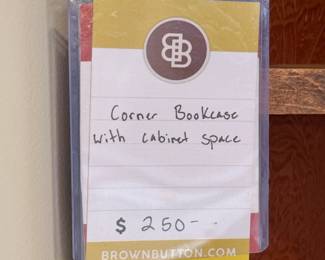 BB
Corner Bookcase
with cabinet space
$ 250-
BROWNBUTTON.COM